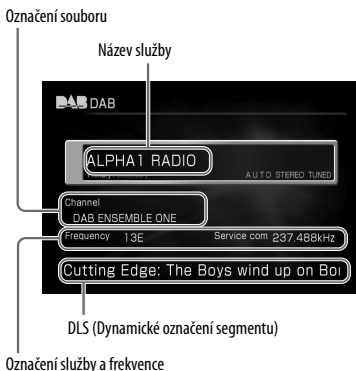 Označení souboru
Název služby
DAB DAB
ALPHA1 RADIO
AUTO STEREO TUNED
Channel
DAB ENSEMBLE ONE
Frequency 13E Service com 237.488kHz
Cutting Edge: The Boys wind up on Bo
DLS (Dynamické označení segmentu)
Označení služby a frekvence